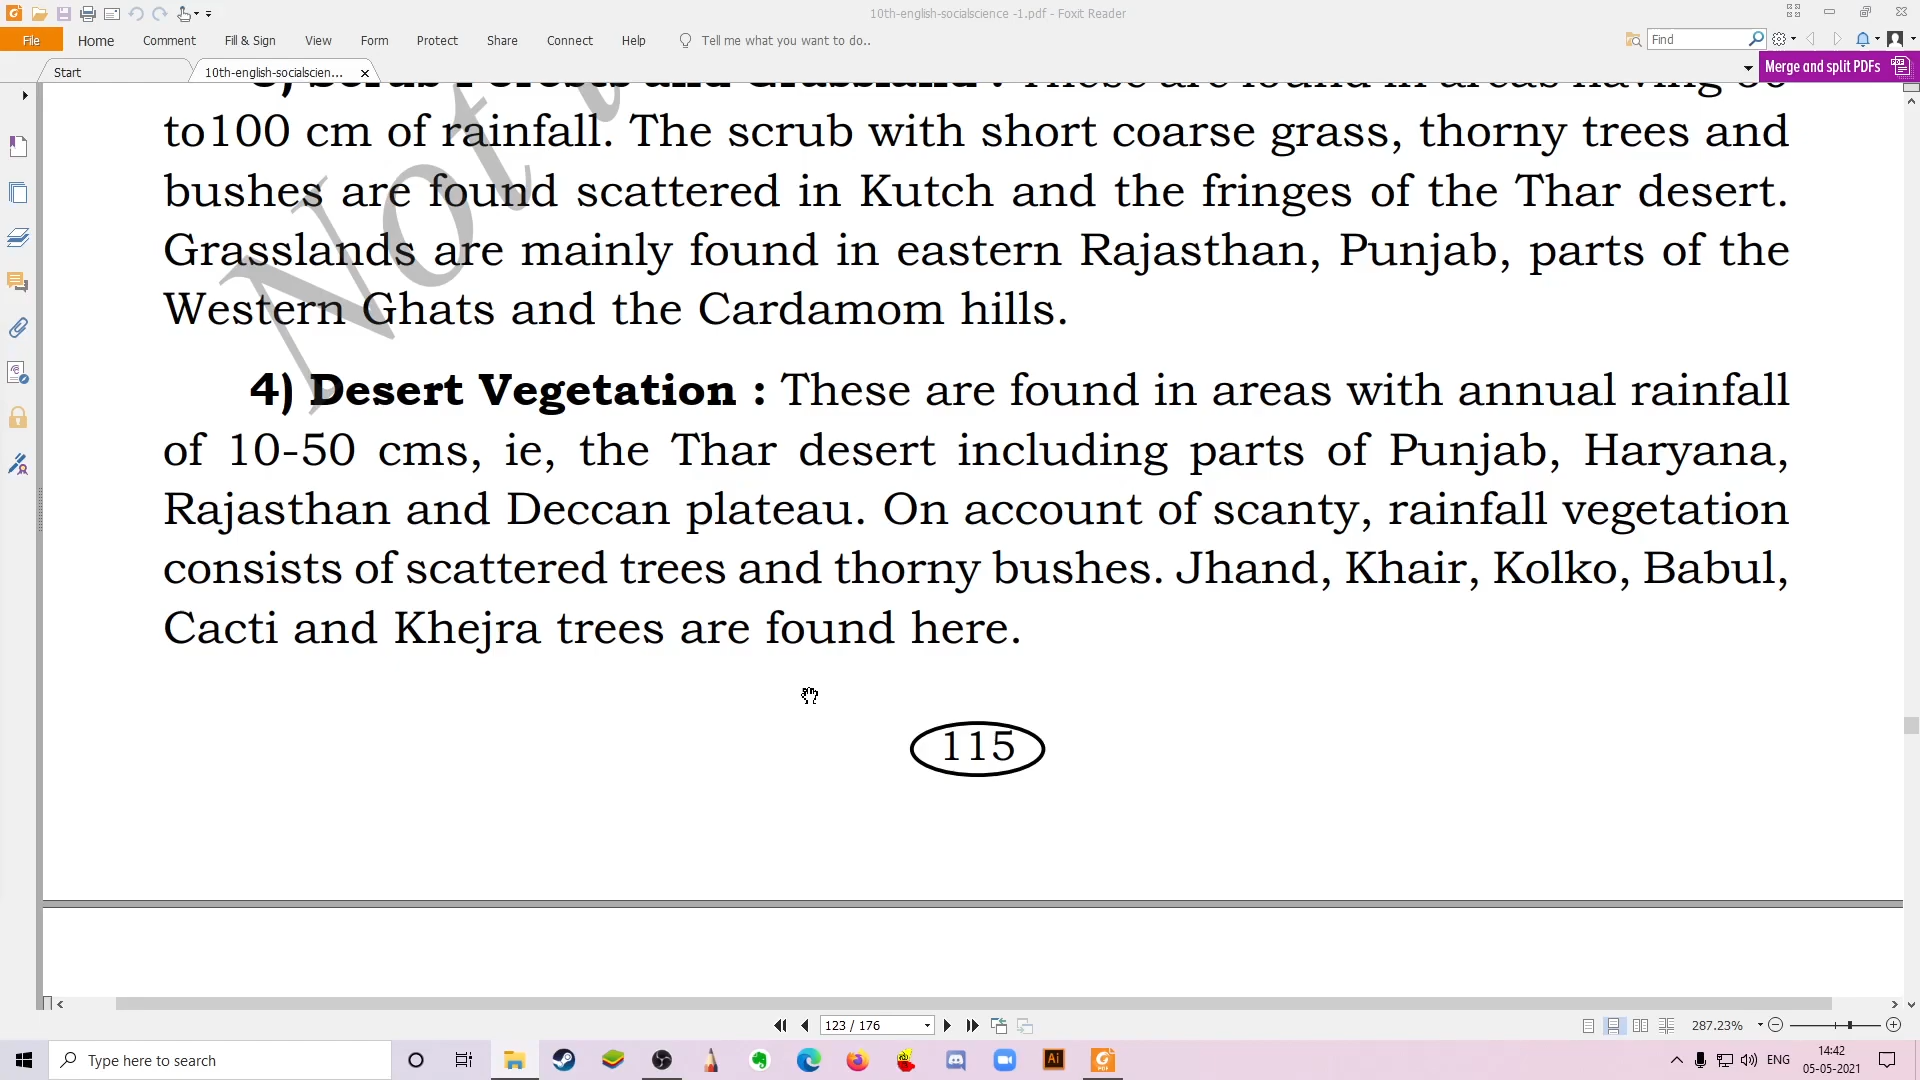 10th-english-socialscience -1.pdf - Foxit Reader
File Home Comment Fill & Sign View Form Protect Share Connect Help Tell me what you want to do.. Find
Start 10th-english-socialscien... Merge and split PDFs
to100 cm of rainfall. The scrub with short coarse grass, thorny trees and
bushes are found scattered in Kutch and the fringes of the Thar desert.
Grasslands are mainly found in eastern Rajasthan, Punjab, parts of the
Western Ghats and the Cardamom hills.
4) Desert Vegetation : These are found in areas with annual rainfall
of 10-50 cms, ie, the Thar desert including parts of Punjab, Haryana,
Rajasthan and Deccan plateau. On account of scanty, rainfall vegetation
consists of scattered trees and thorny bushes. Jhand, Khair, Kolko, Babul,
Cacti and Khejra trees are found here.
Not
115
123 / 176 287.23%
Type here to search Ai ENG 14:42
05-05-2021